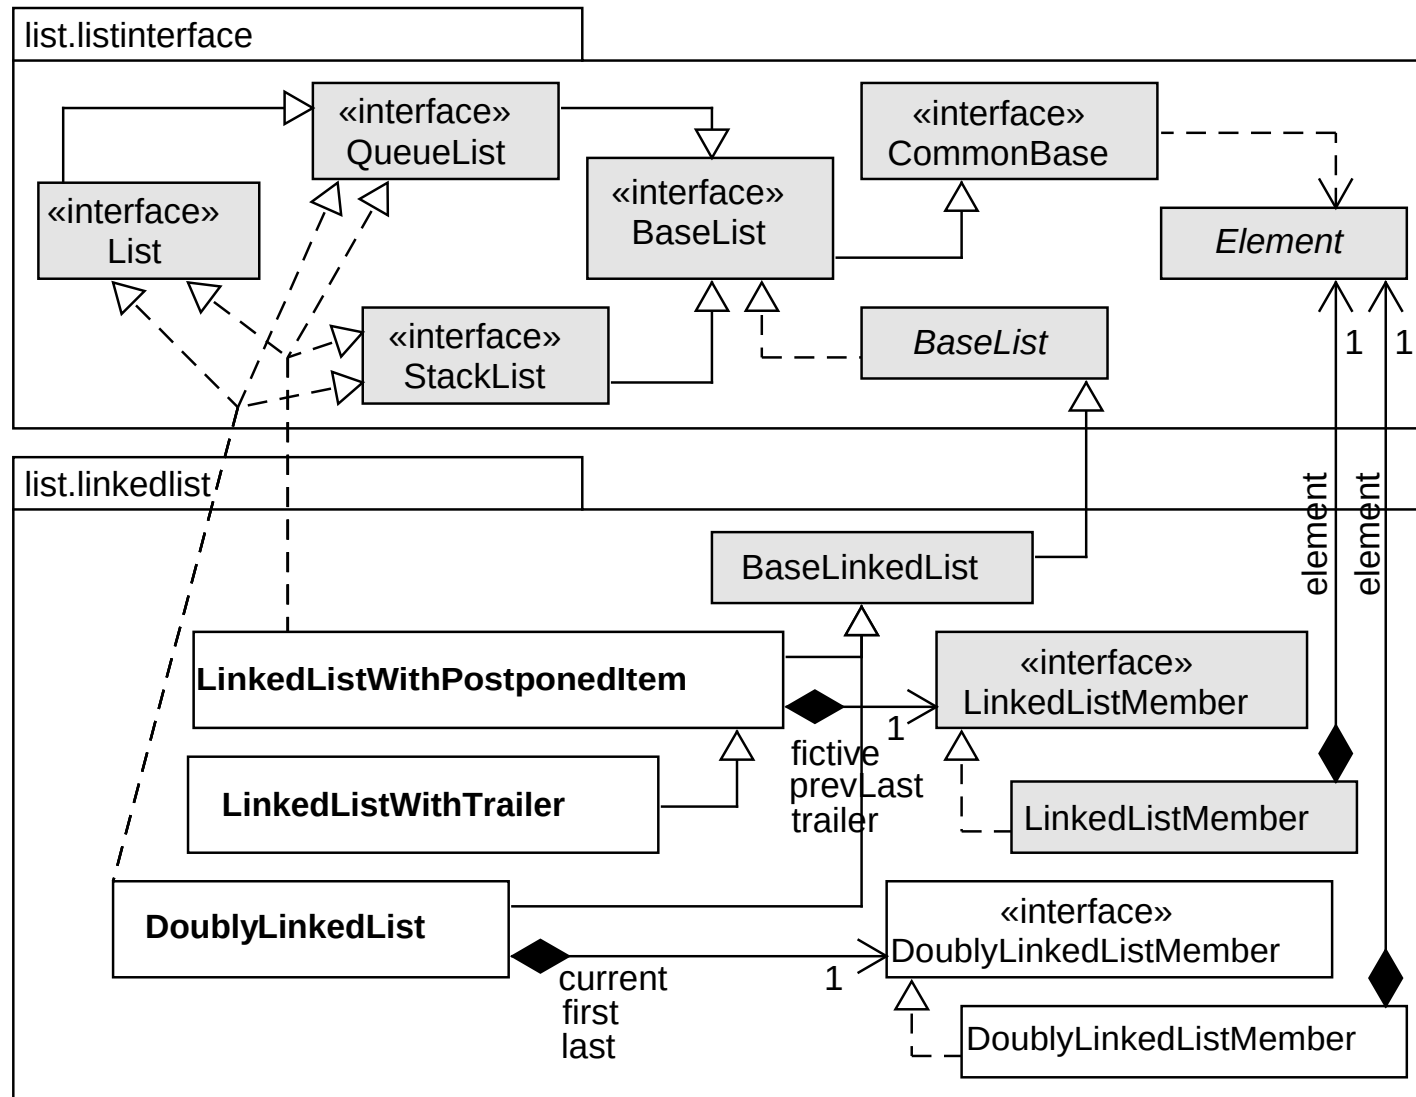 list.listinterface
«interface»
QueueList
«interface»
CommonBase
«interface»
List
«interface»
BaseList
Element
«interface»
StackList
BaseList
1
1
list.linkedlist
element
element
BaseLinkedList
LinkedListWithPostponedItem
«interface»
LinkedListMember
1
fictive
prevLast
trailer
LinkedListWithTrailer
LinkedListMember
DoublyLinkedList
«interface»
DoublyLinkedListMember
current
first
last
1
DoublyLinkedListMember